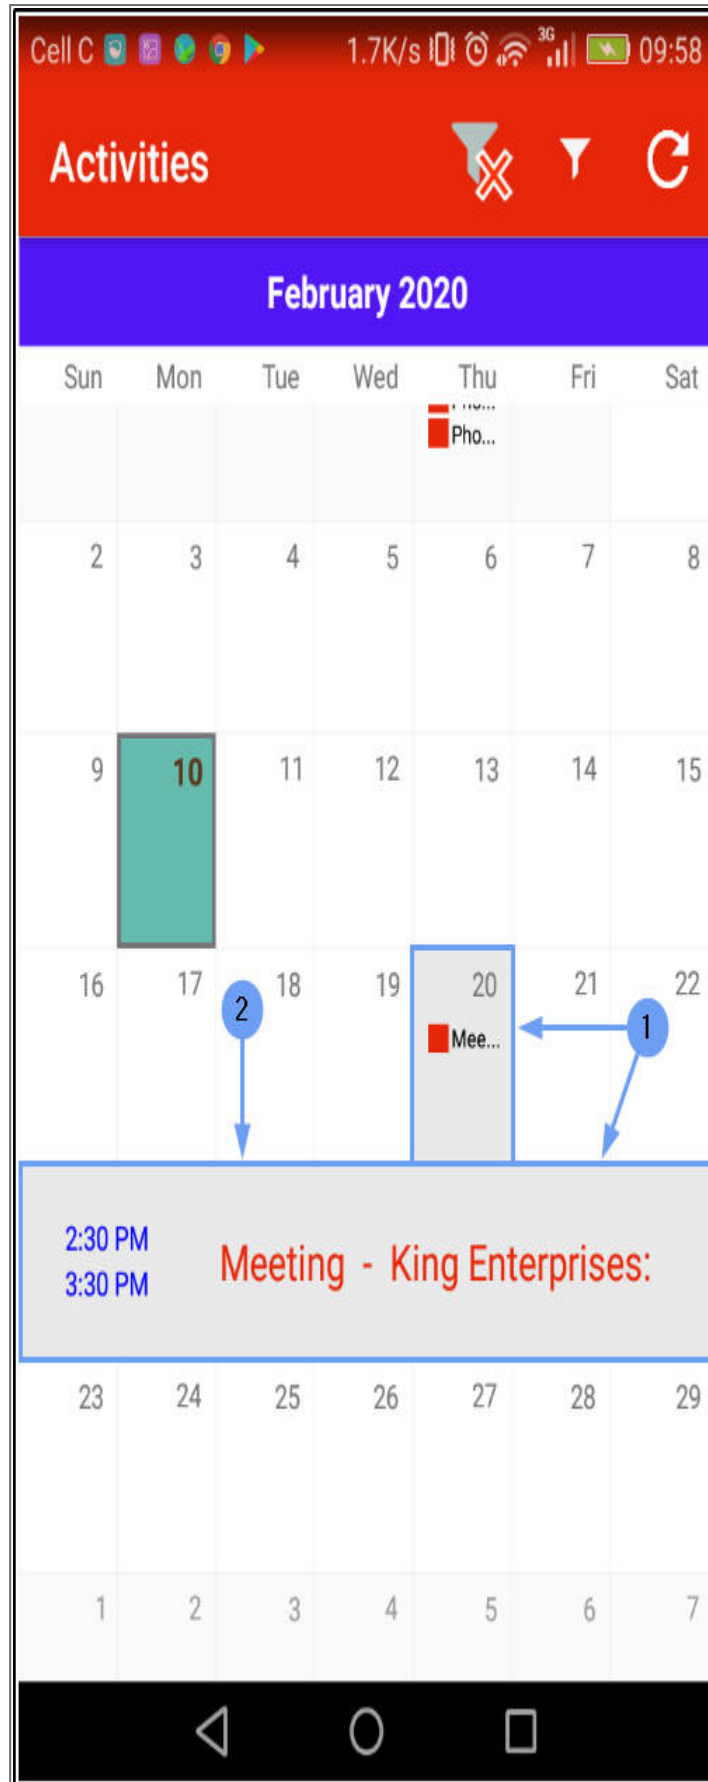 Cell C 1.7K/s 3G 09:58
Activities
February 2020
Sun Mon Tue Wed Thu Fri Sat
Pho...
2 3 4 5 6 7 8
9 10 11 12 13 14 15
16 17 18 19 20 21 22
2 1
Mee...
2:30 PM
Meeting - King Enterprises:
3:30 PM
23 24 25 26 27 28 29
1 2 3 4 5 6 7